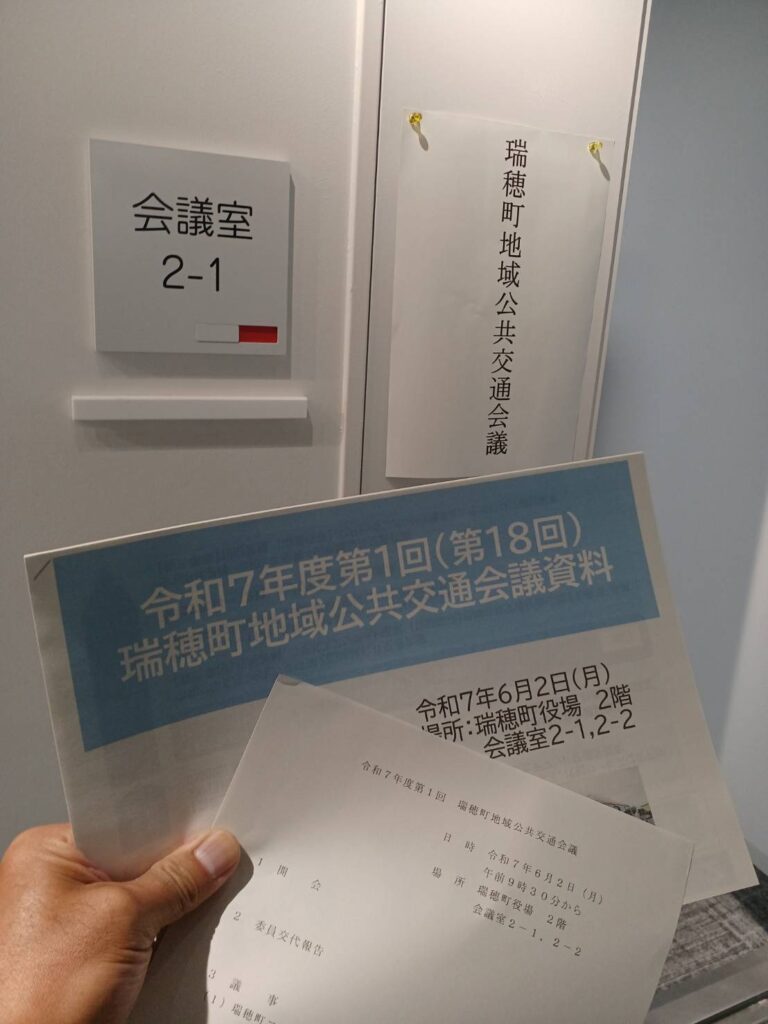 会議室
2-1
瑞穂町地域公共交通会議
令和7年度第1回(第18回)
瑞穂町地域公共交通会議資料
令和7年6月2日(月)
場所:瑞穂町役場 2階
会議室2-1,2-2
令和7年度第1回 瑞穂町地域公共交通会議
日 時 令和7年6月2日(月)
午前9時30分から
場 所 瑞穂町役場 2階
会議室2-1,2-2
1 開 会
2 委員交代報告
3 議 事
(1)瑞穂町